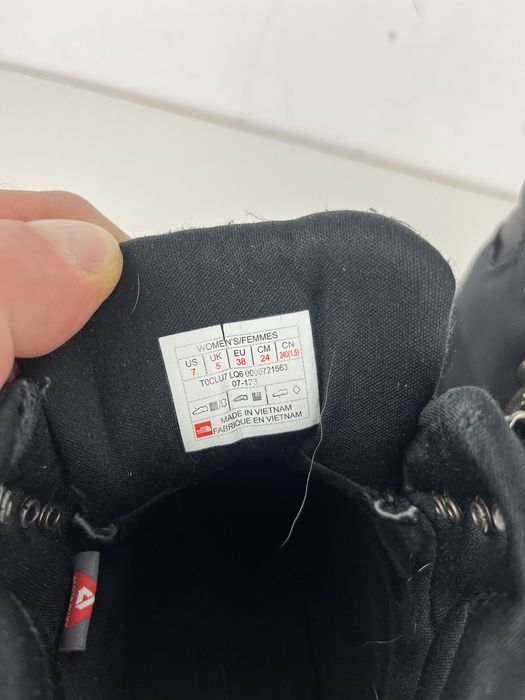 WOMEN'S/FEMMES
US UK EU CM CN
7 5 38 24 240(1.5)
T0CLU7 LQ6 0000721563
07-173
MADE IN VIETNAM
FABRIQUE EN VIETNAM